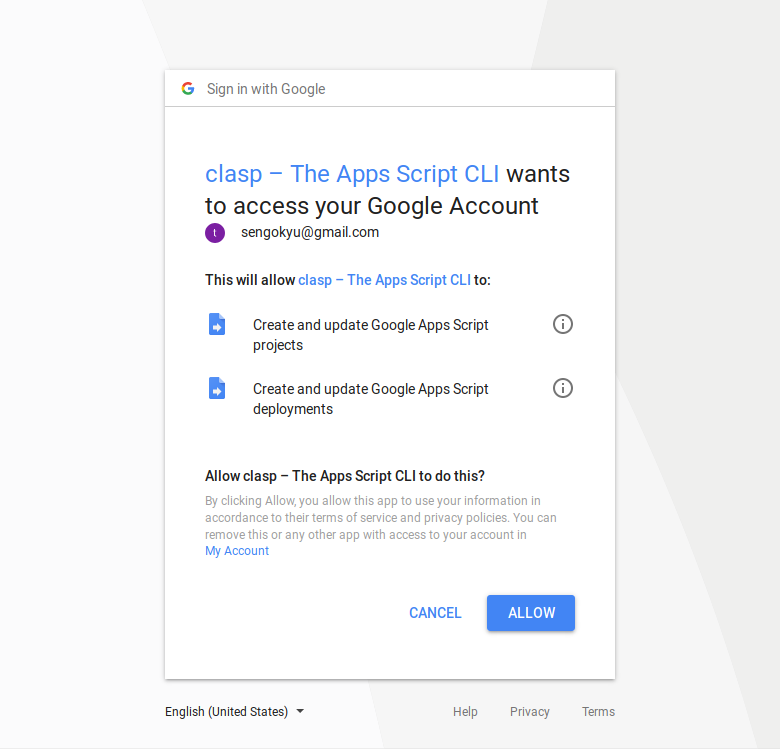 Sign in with Google
clasp – The Apps Script CLI wants
to access your Google Account
t
sengokyu@gmail.com
This will allow clasp – The Apps Script CLI to:
Create and update Google Apps Script
projects
Create and update Google Apps Script
deployments
Allow clasp – The Apps Script CLI to do this?
By clicking Allow, you allow this app to use your information in
accordance to their terms of service and privacy policies. You can
remove this or any other app with access to your account in
My Account
CANCEL ALLOW
English (United States) Help Privacy Terms